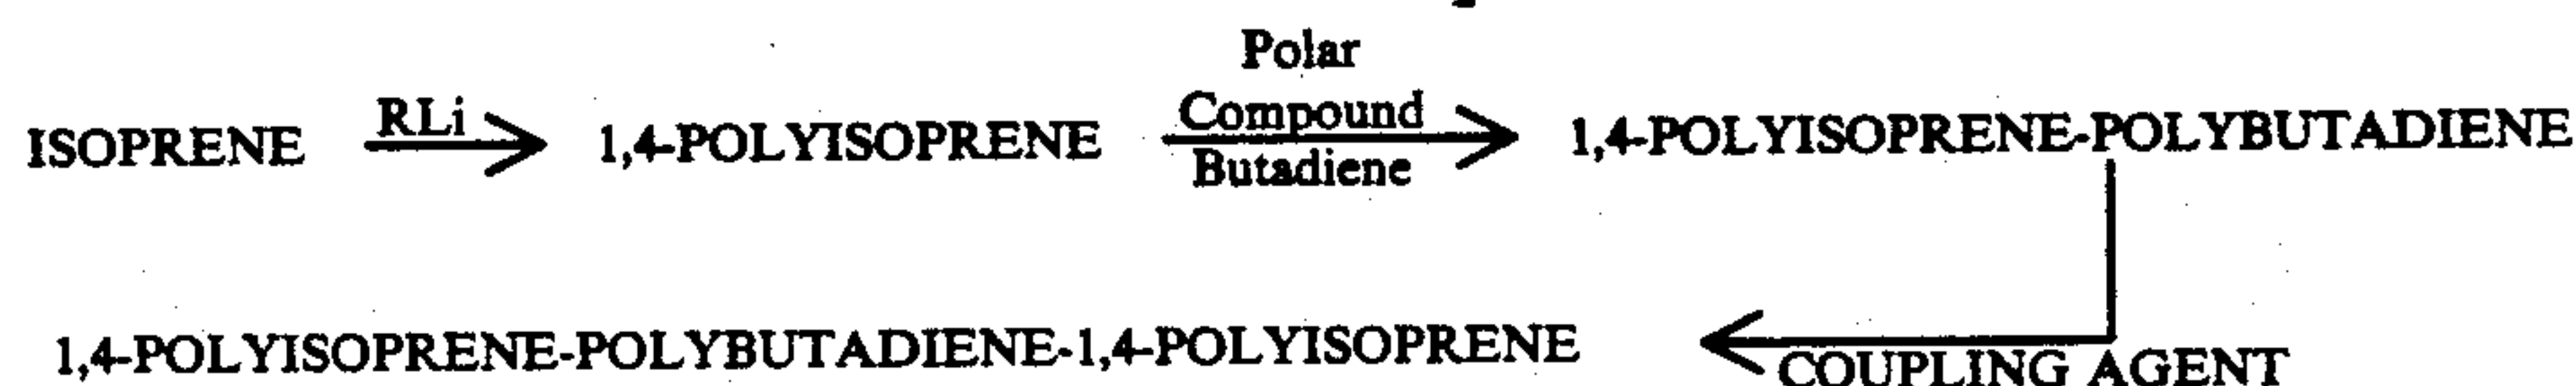 Polar
ISOPRENE RLi 1,4-POLYISOPRENE Compound 1,4-POLYISOPRENE-POLYBUTADIENE
Butadiene
1,4-POLYISOPRENE-POLYBUTADIENE-1,4-POLYISOPRENE COUPLING AGENT